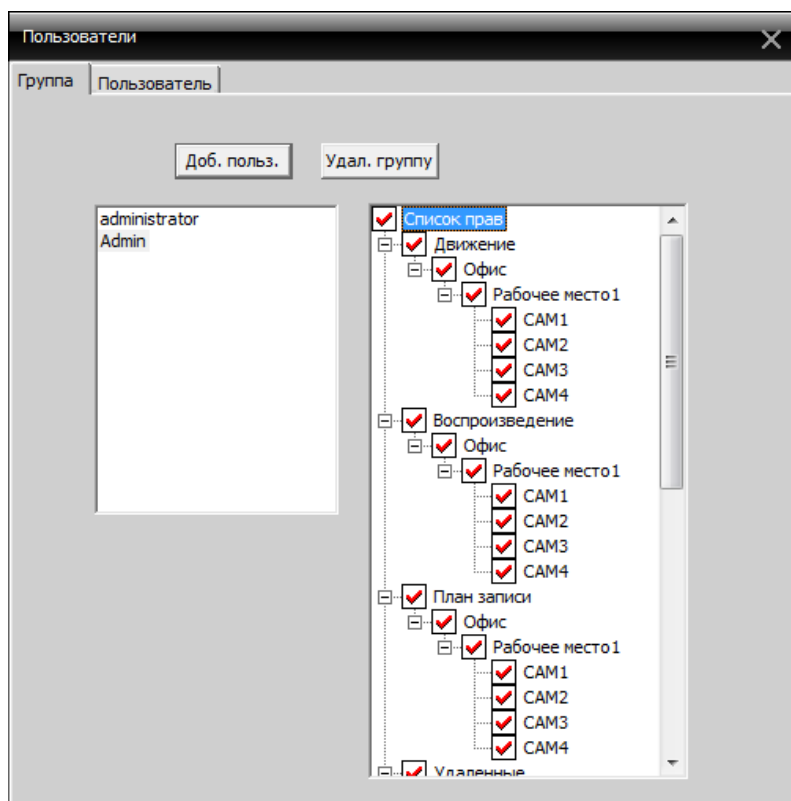 Пользователи
Группа
Пользователь
Доб. польз.
Удал. группу
administrator
Admin
Список прав
Движение
Офис
Рабочее место1
CAM1
CAM2
CAM3
CAM4
Воспроизведение
Офис
Рабочее место1
CAM1
CAM2
CAM3
CAM4
План записи
Офис
Рабочее место1
CAM1
CAM2
CAM3
CAM4
Удаленные